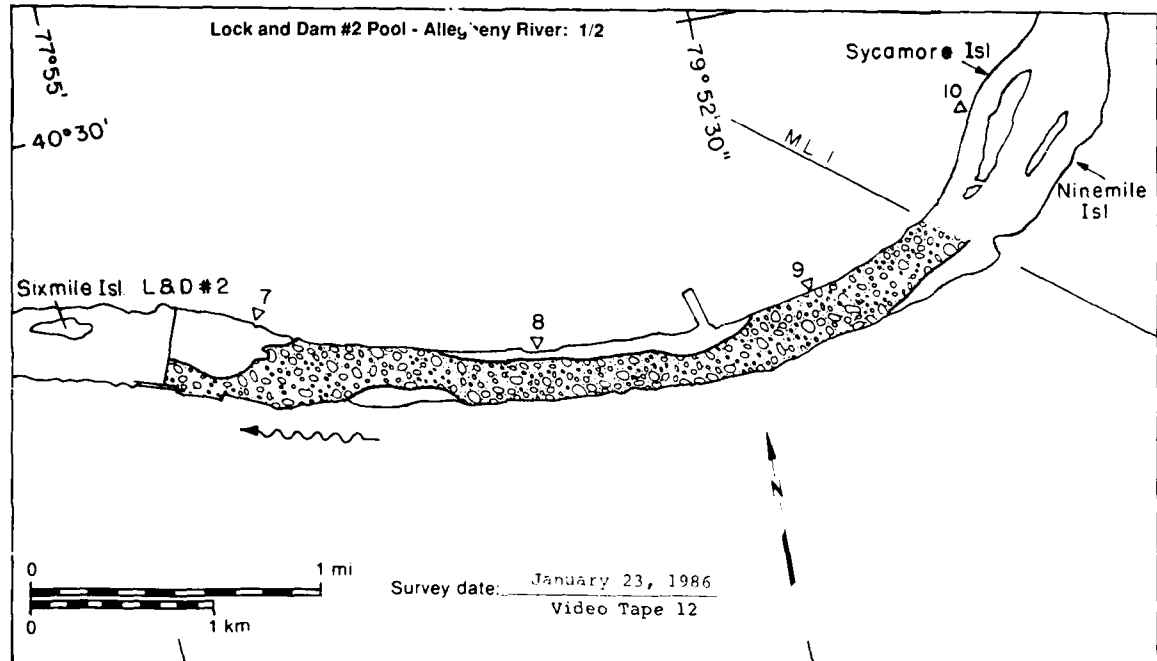 Lock and Dam #2 Pool - Allegheny River: 1/2
77°55'
40°30'
79°52'30"
ML 1
Sycamore Isl
10
Ninemile
Isl
Sixmile Isl. L&D #2
7
8
9
N
0 1 mi
0 1 km
Survey date: January 23, 1986
Video Tape 12